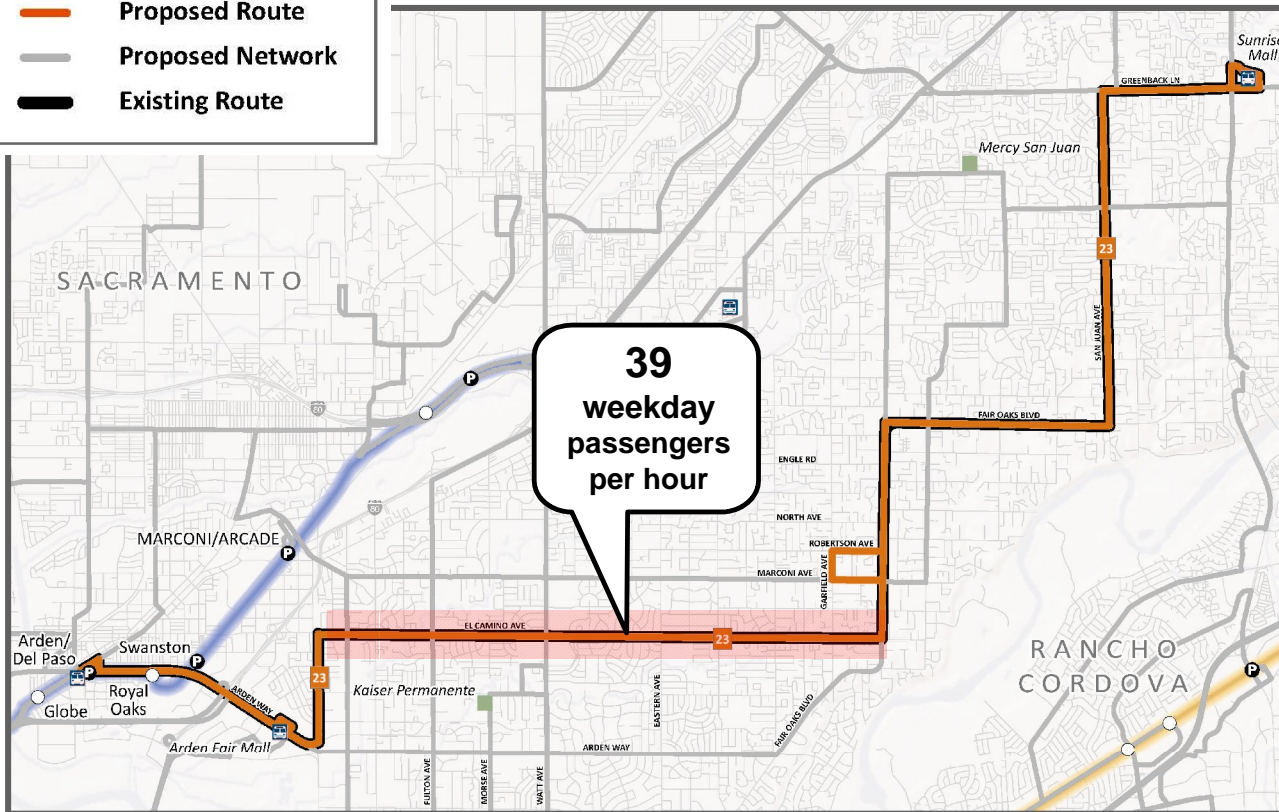 Proposed Route
Proposed Network
Existing Route
Sunrise
Mall
GREENBACK LN
Mercy San Juan
SACRAMENTO
23
SAN JUAN AVE
80
P
39
weekday
passengers
per hour
FAIR OAKS BLVD
ENGLE RD
80
NORTH AVE
MARCONI/ARCADE
P
ROBERTSON AVE
MARCONI AVE
GARFIELD AVE
EL CAMINO AVE
23
Arden/
Del Paso
P
Swanston
P
Royal
Oaks
Globe
23
ARDEN WAY
Arden Fair Mall
Kaiser Permanente
RANCHO
CORDOVA
P
EASTERN AVE
FAIR OAKS BLVD
ARDEN WAY
FULTON AVE
MORSE AVE
WATT AVE